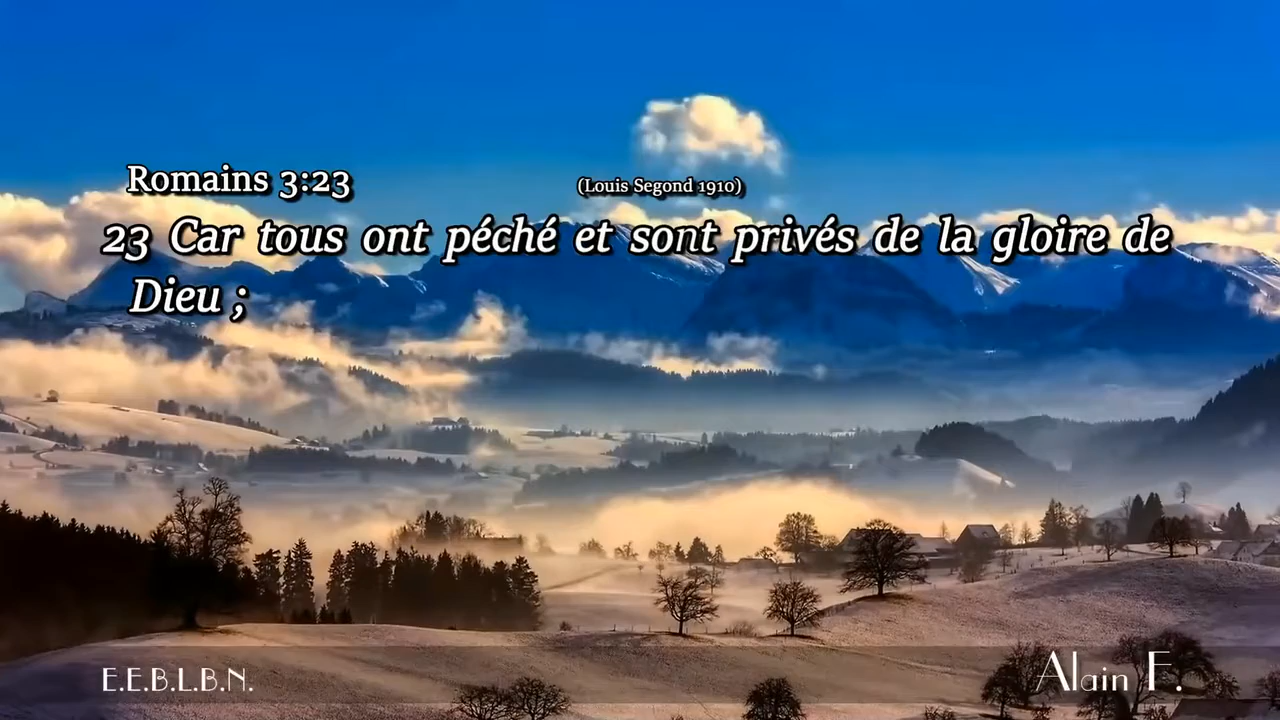 Romains 3:23 (Louis Segond 1910)
23 Car tous ont péché et sont privés de la gloire de
Dieu ;
E.E.B.L.B.N. Alain F.